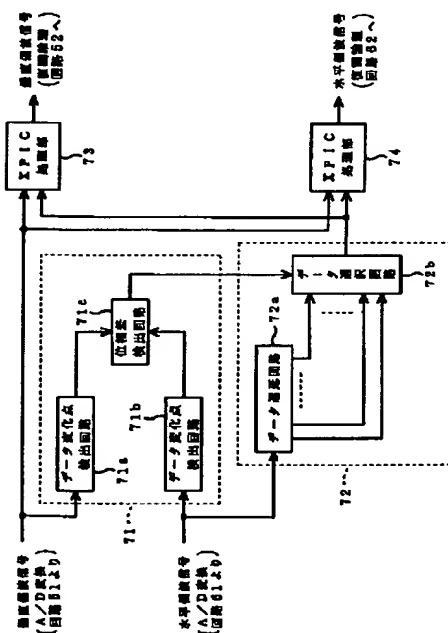 垂直偏波信号
(A/D変換
回路61より)
水平偏波信号
(A/D変換
回路61より)
71
データ変化点
検出回路
71a
データ変化点
検出回路
71b
位相差
検出回路
71c
72
データ遅延回路
72a
データ選択回路
72b
XPIC
処理部
73
垂直偏波信号
(復調論理
回路62へ)
XPIC
処理部
74
水平偏波信号
(復調論理
回路62へ)